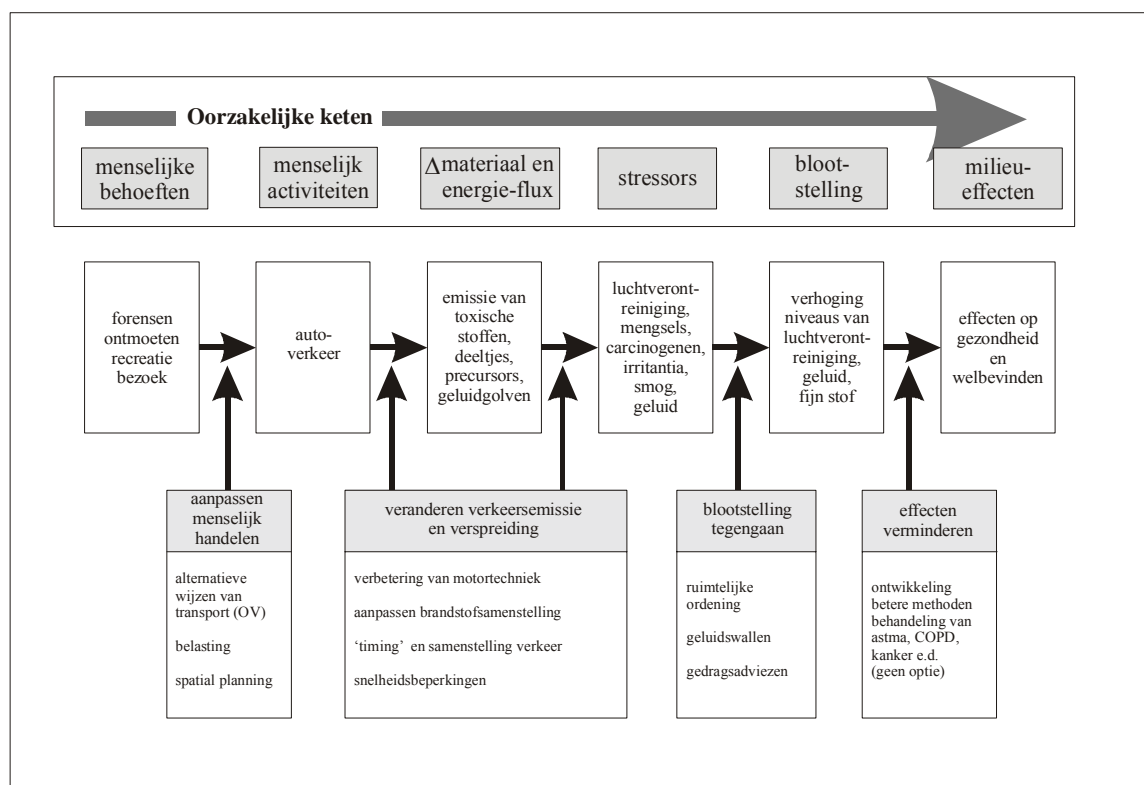 Oorzakelijke keten
menselijke
behoeften
menselijk
activiteiten
Δmateriaal en
energie-flux
stressors
bloot-
stelling
milieu-
effecten
forensen
ontmoeten
recreatie
bezoek
auto-
verkeer
emissie van
toxische
stoffen,
deeltjes,
precursors,
geluidgolven
luchtveront-
reiniging,
mengsels,
carcinogenen,
irritantia,
smog,
geluid
verhoging
niveaus van
luchtveront-
reiniging,
geluid,
fijn stof
effecten op
gezondheid
en
welbevinden
aanpassen
menselijk
handelen
alternatieve
wijzen van
transport (OV)
belasting
spatial planning
veranderen verkeersemissie
en verspreiding
verbetering van motortechniek
aanpassen brandstofsamenstelling
‘timing’ en samenstelling verkeer
snelheidsbeperkingen
blootstelling
tegengaan
ruimtelijke
ordening
geluidswallen
gedragsadviezen
effecten
verminderen
ontwikkeling
betere methoden
behandeling van
astma, COPD,
kanker e.d.
(geen optie)